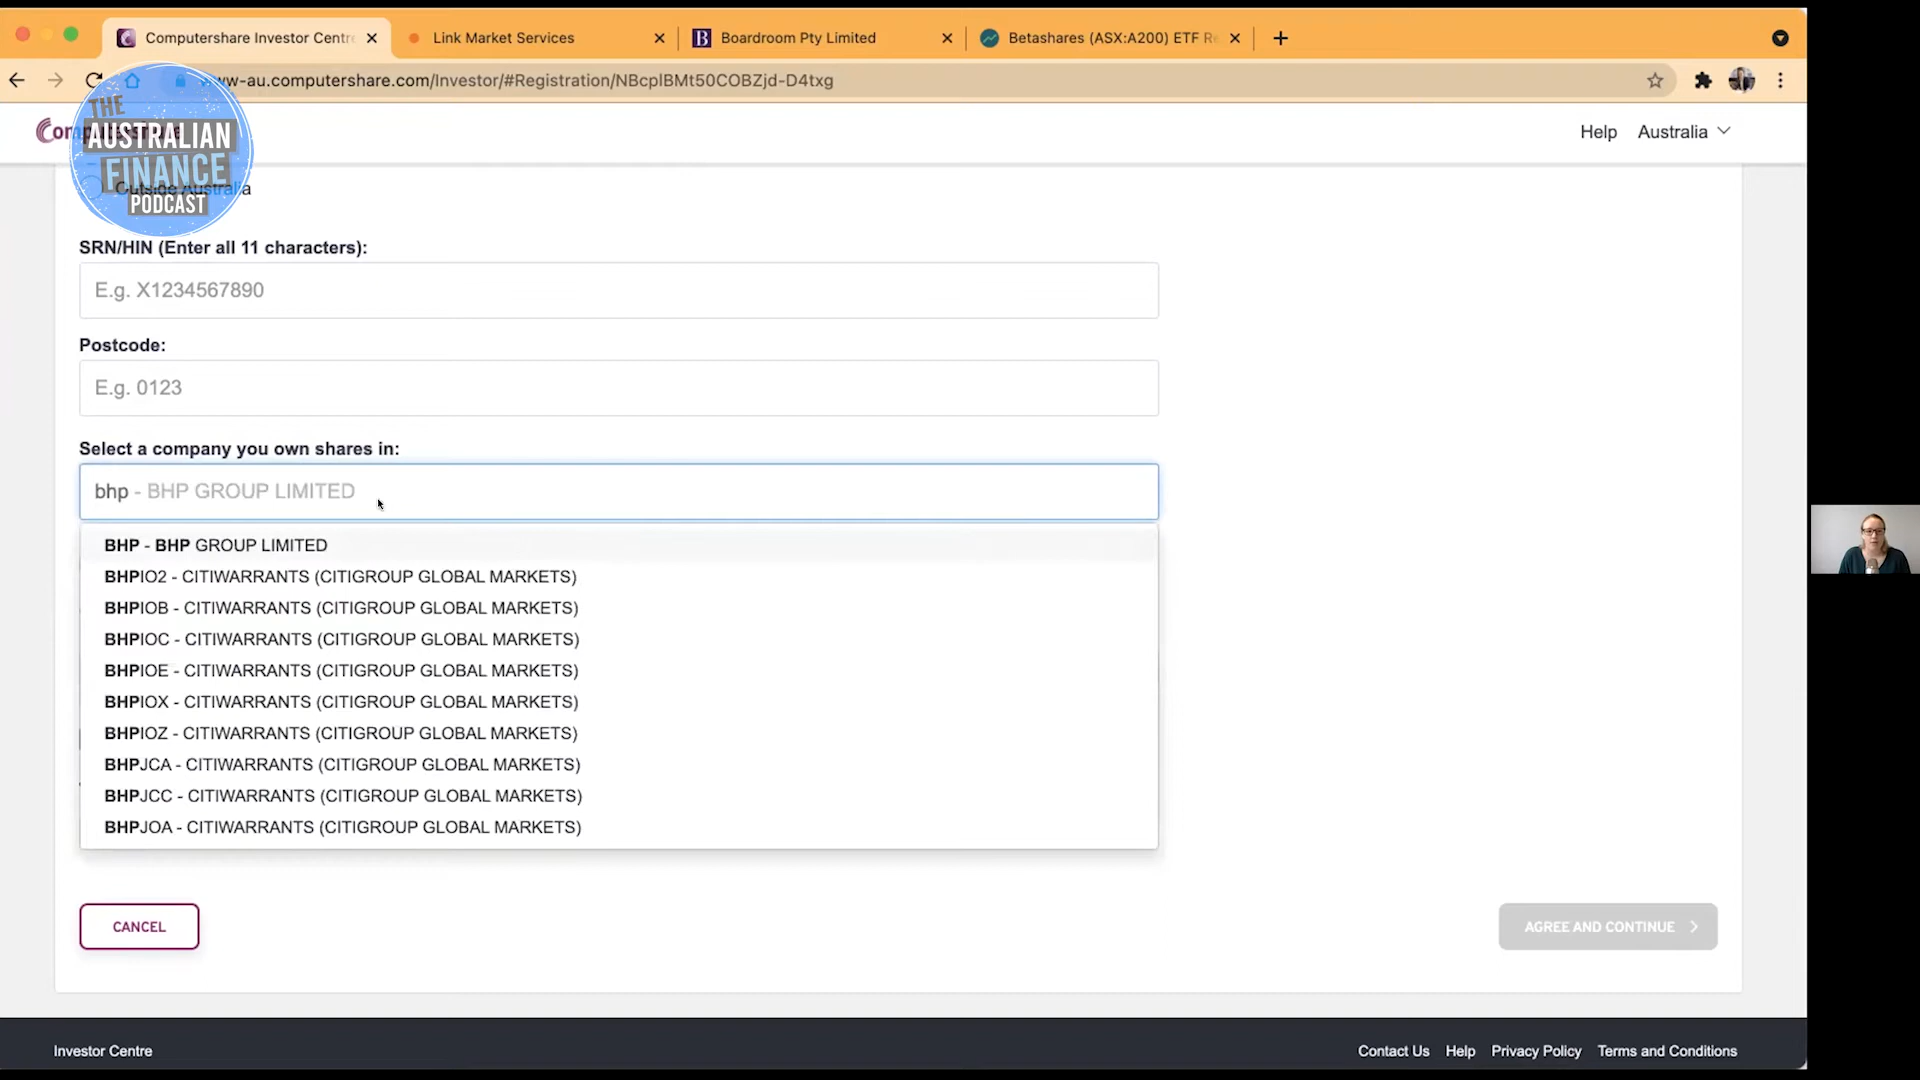 Computershare Investor Centr
Link Market Services
B Boardroom Pty Limited
Betashares (ASX:A200) ETF Re
ww-au.computershare.com/Investor/#Registration/NBcplBMt50COBZjd-D4txg
Help
Australia
THE
AUSTRALIAN
FINANCE
PODCAST
Outside Australia
SRN/HIN (Enter all 11 characters):
E.g. X1234567890
Postcode:
E.g. 0123
Select a company you own shares in:
bhp - BHP GROUP LIMITED
BHP - BHP GROUP LIMITED
BHPIO2 - CITIWARRANTS (CITIGROUP GLOBAL MARKETS)
BHPIOB - CITIWARRANTS (CITIGROUP GLOBAL MARKETS)
BHPIOC - CITIWARRANTS (CITIGROUP GLOBAL MARKETS)
BHPIOE - CITIWARRANTS (CITIGROUP GLOBAL MARKETS)
BHPIOX - CITIWARRANTS (CITIGROUP GLOBAL MARKETS)
BHPIOZ - CITIWARRANTS (CITIGROUP GLOBAL MARKETS)
BHPJCA - CITIWARRANTS (CITIGROUP GLOBAL MARKETS)
BHPJCC - CITIWARRANTS (CITIGROUP GLOBAL MARKETS)
BHPJOA - CITIWARRANTS (CITIGROUP GLOBAL MARKETS)
CANCEL
AGREE AND CONTINUE
Investor Centre
Contact Us
Help
Privacy Policy
Terms and Conditions